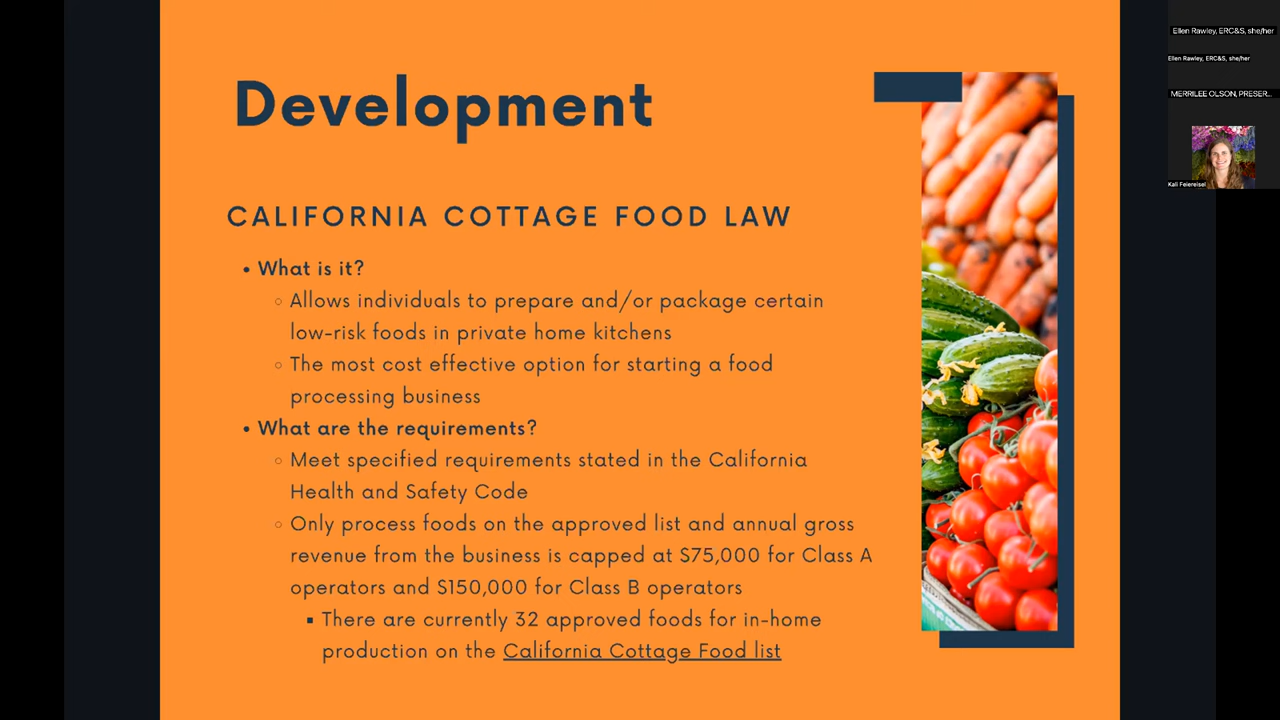 Development
CALIFORNIA COTTAGE FOOD LAW
• What is it?
○ Allows individuals to prepare and/or package certain
low-risk foods in private home kitchens
○ The most cost effective option for starting a food
processing business
• What are the requirements?
○ Meet specified requirements stated in the California
Health and Safety Code
○ Only process foods on the approved list and annual gross
revenue from the business is capped at $75,000 for Class A
operators and $150,000 for Class B operators
▪ There are currently 32 approved foods for in-home
production on the California Cottage Food list
Ellen Rawley, ERC&S, she/her
Ellen Rawley, ERC&S, she/her
MERRILEE OLSON, PRESER...
Kali Feiereisel